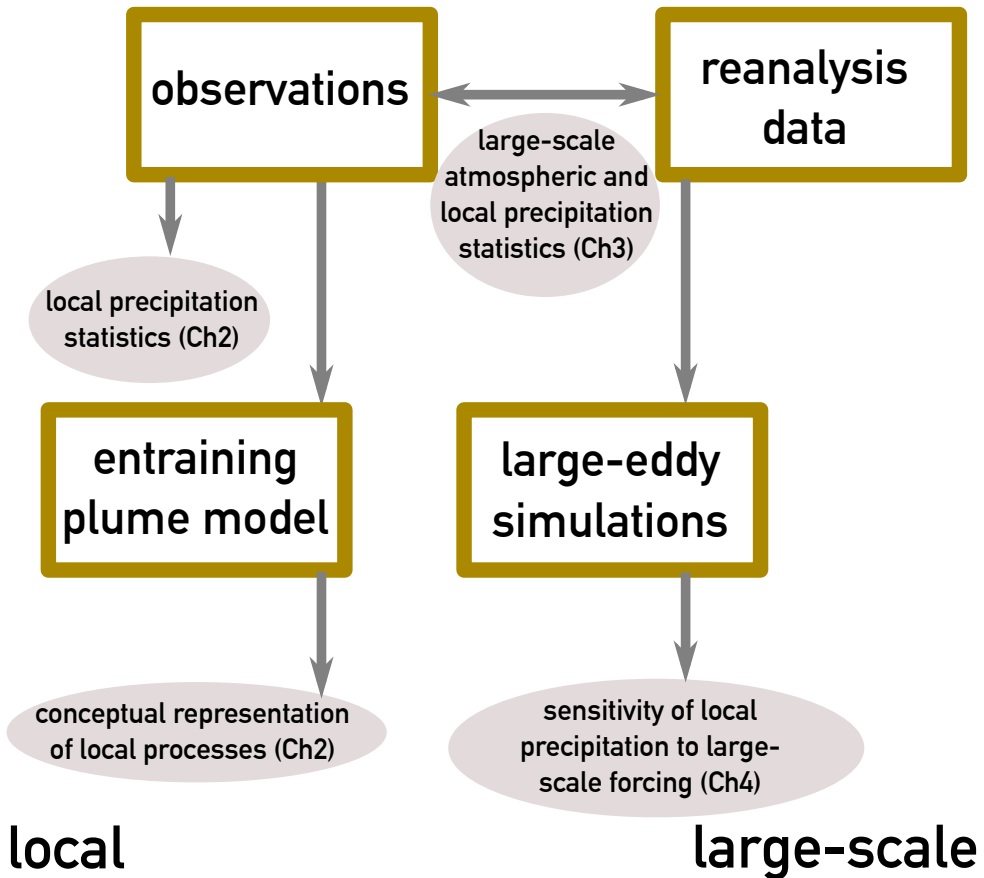 observations
reanalysis
data
large-scale
atmospheric and
local precipitation
statistics (Ch3)
local precipitation
statistics (Ch2)
entraining
plume model
large-eddy
simulations
conceptual representation
of local processes (Ch2)
sensitivity of local
precipitation to large-
scale forcing (Ch4)
local
large-scale